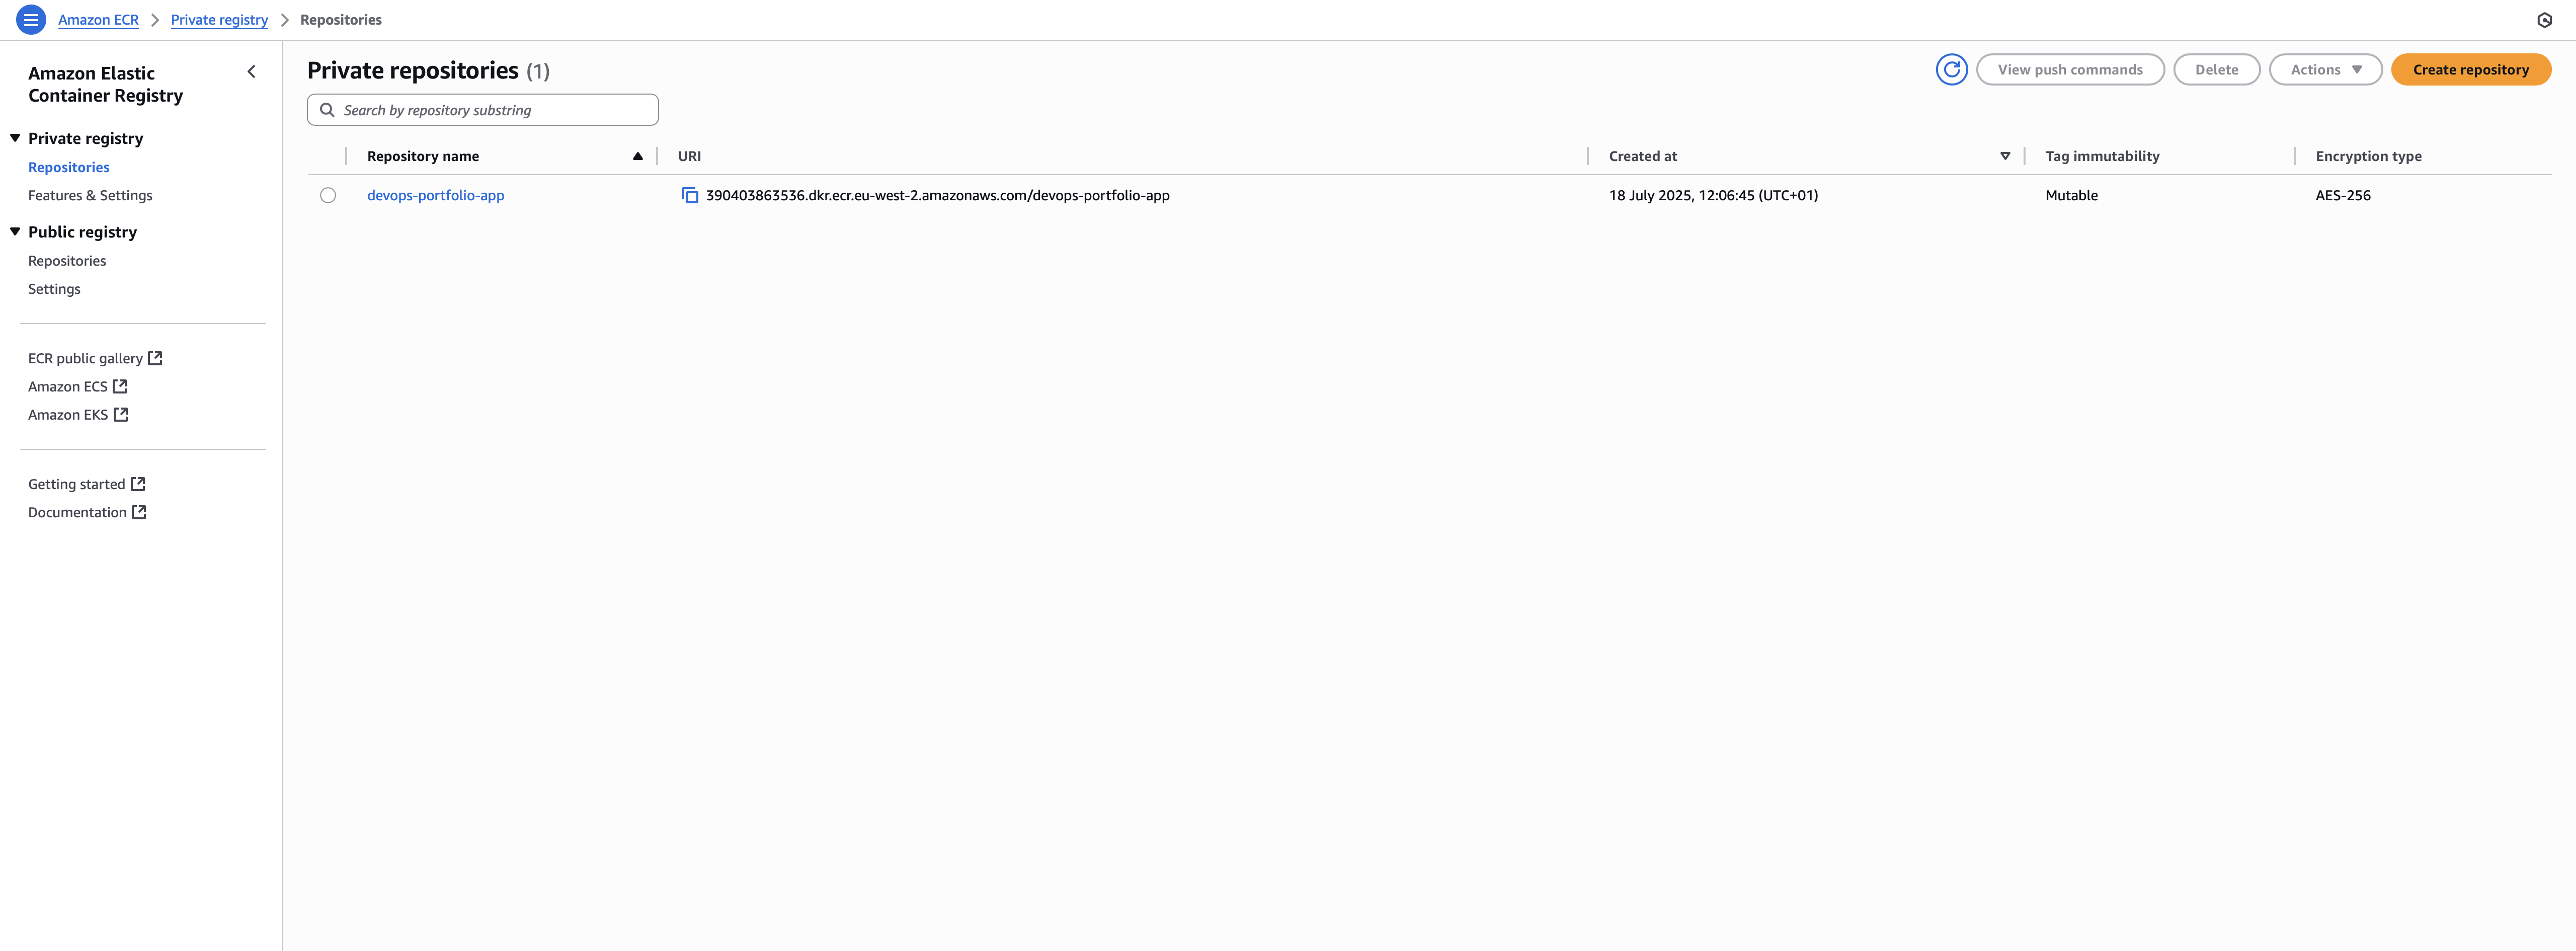 Amazon ECR > Private registry > Repositories
Amazon Elastic
Container Registry
Private registry
Repositories
Features & Settings
Public registry
Repositories
Settings
ECR public gallery
Amazon ECS
Amazon EKS
Getting started
Documentation
Private repositories (1)
View push commands
Delete
Actions
Create repository
Search by repository substring
Repository name URI Created at Tag immutability Encryption type
devops-portfolio-app 390403863536.dkr.ecr.eu-west-2.amazonaws.com/devops-portfolio-app 18 July 2025, 12:06:45 (UTC+01) Mutable AES-256